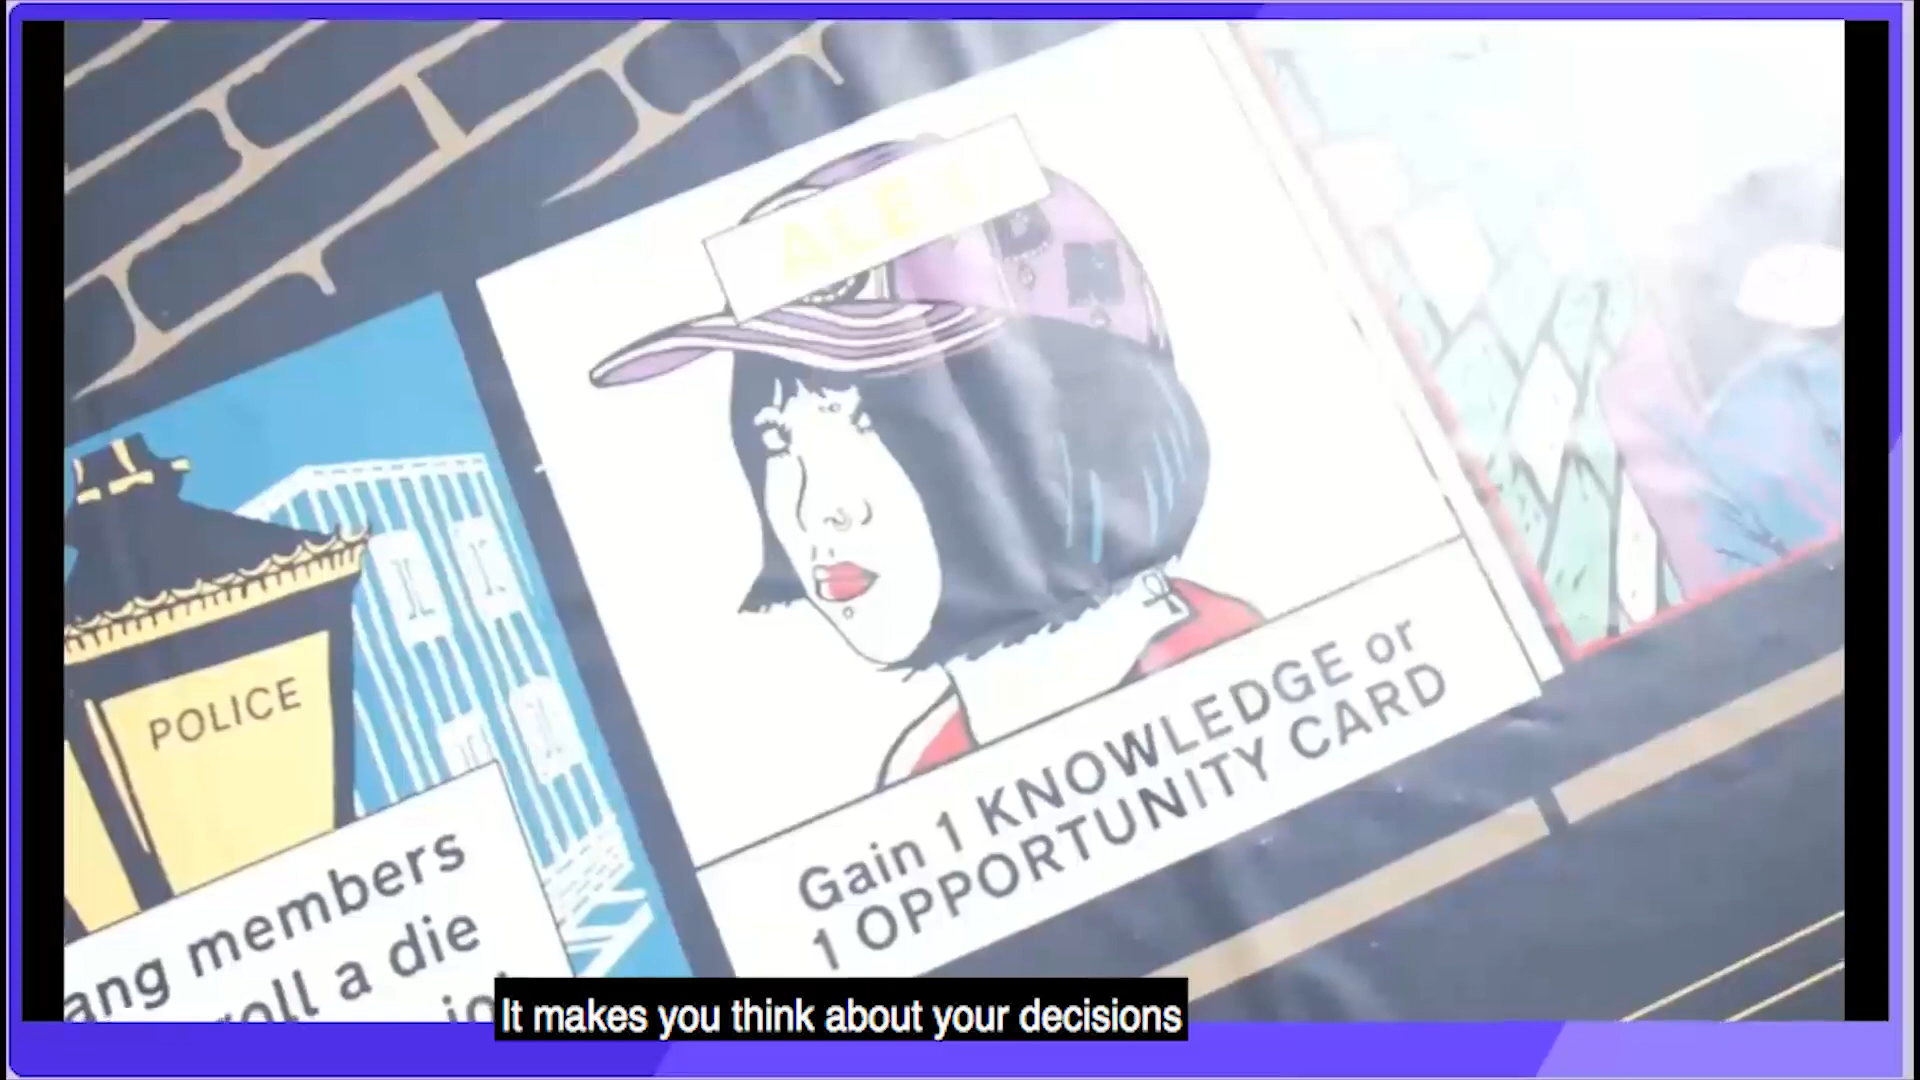 POLICE
Gain 1 KNOWLEDGE or
1 OPPORTUNITY CARD
members
roll a die
It makes you think about your decisions